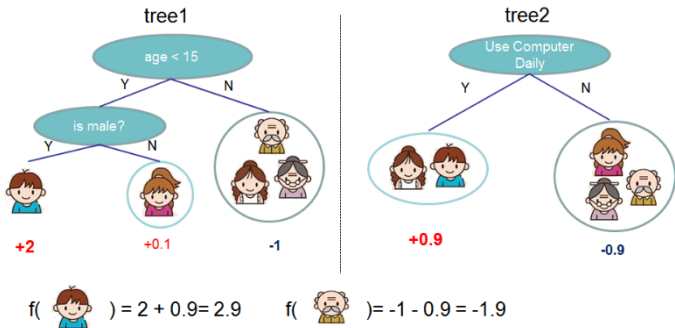 tree1
age < 15
Y
N
is male?
Y
N
+2
+0.1
-1
tree2
Use Computer
Daily
Y
N
+0.9
-0.9
f( ) = 2 + 0.9= 2.9
f( )= -1 - 0.9 = -1.9